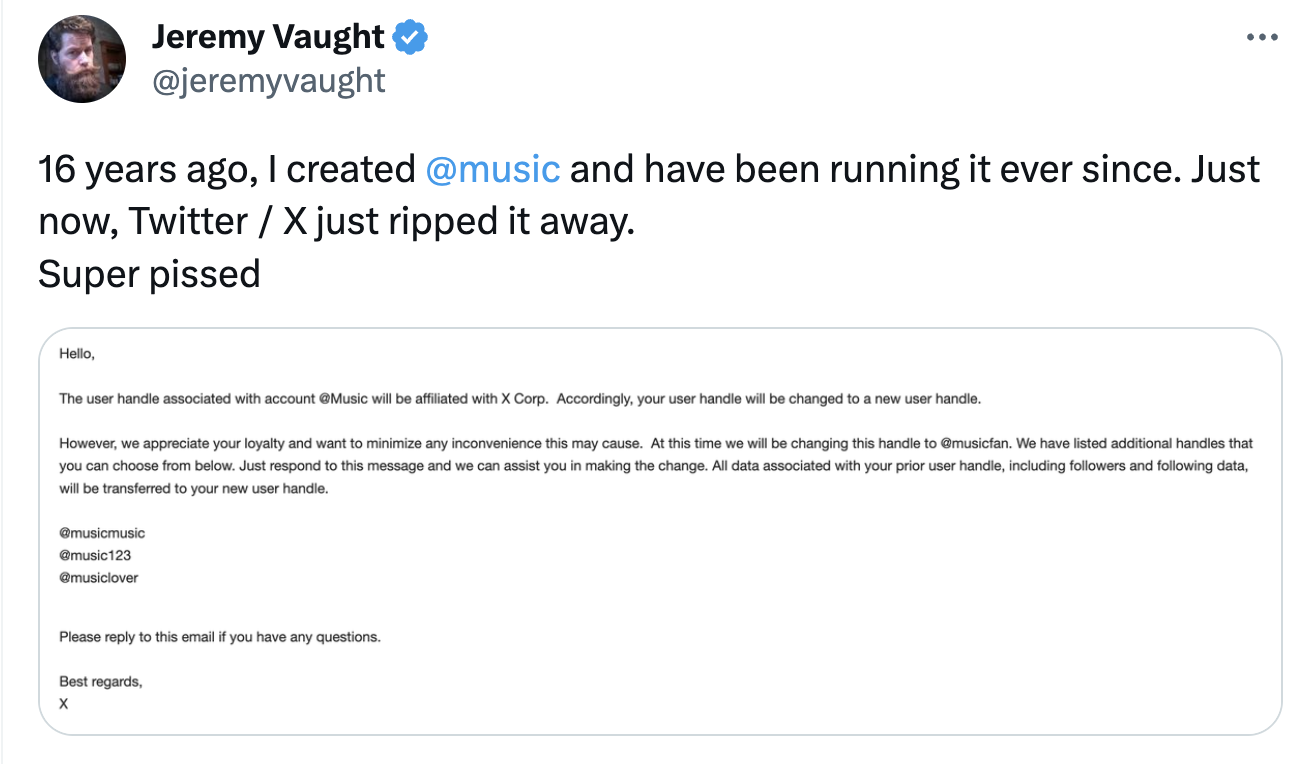 Jeremy Vaught
@jeremyvaught
16 years ago, I created @music and have been running it ever since. Just
now, Twitter / X just ripped it away.
Super pissed
Hello,
The user handle associated with account @Music will be affiliated with X Corp.  Accordingly, your user handle will be changed to a new user handle.
However, we appreciate your loyalty and want to minimize any inconvenience this may cause.  At this time we will be changing this handle to @musicfan. We have listed additional handles that
you can choose from below. Just respond to this message and we can assist you in making the change. All data associated with your prior user handle, including followers and following data,
will be transferred to your new user handle.
@musicmusic
@music123
@musiclover
Please reply to this email if you have any questions.
Best regards,
X